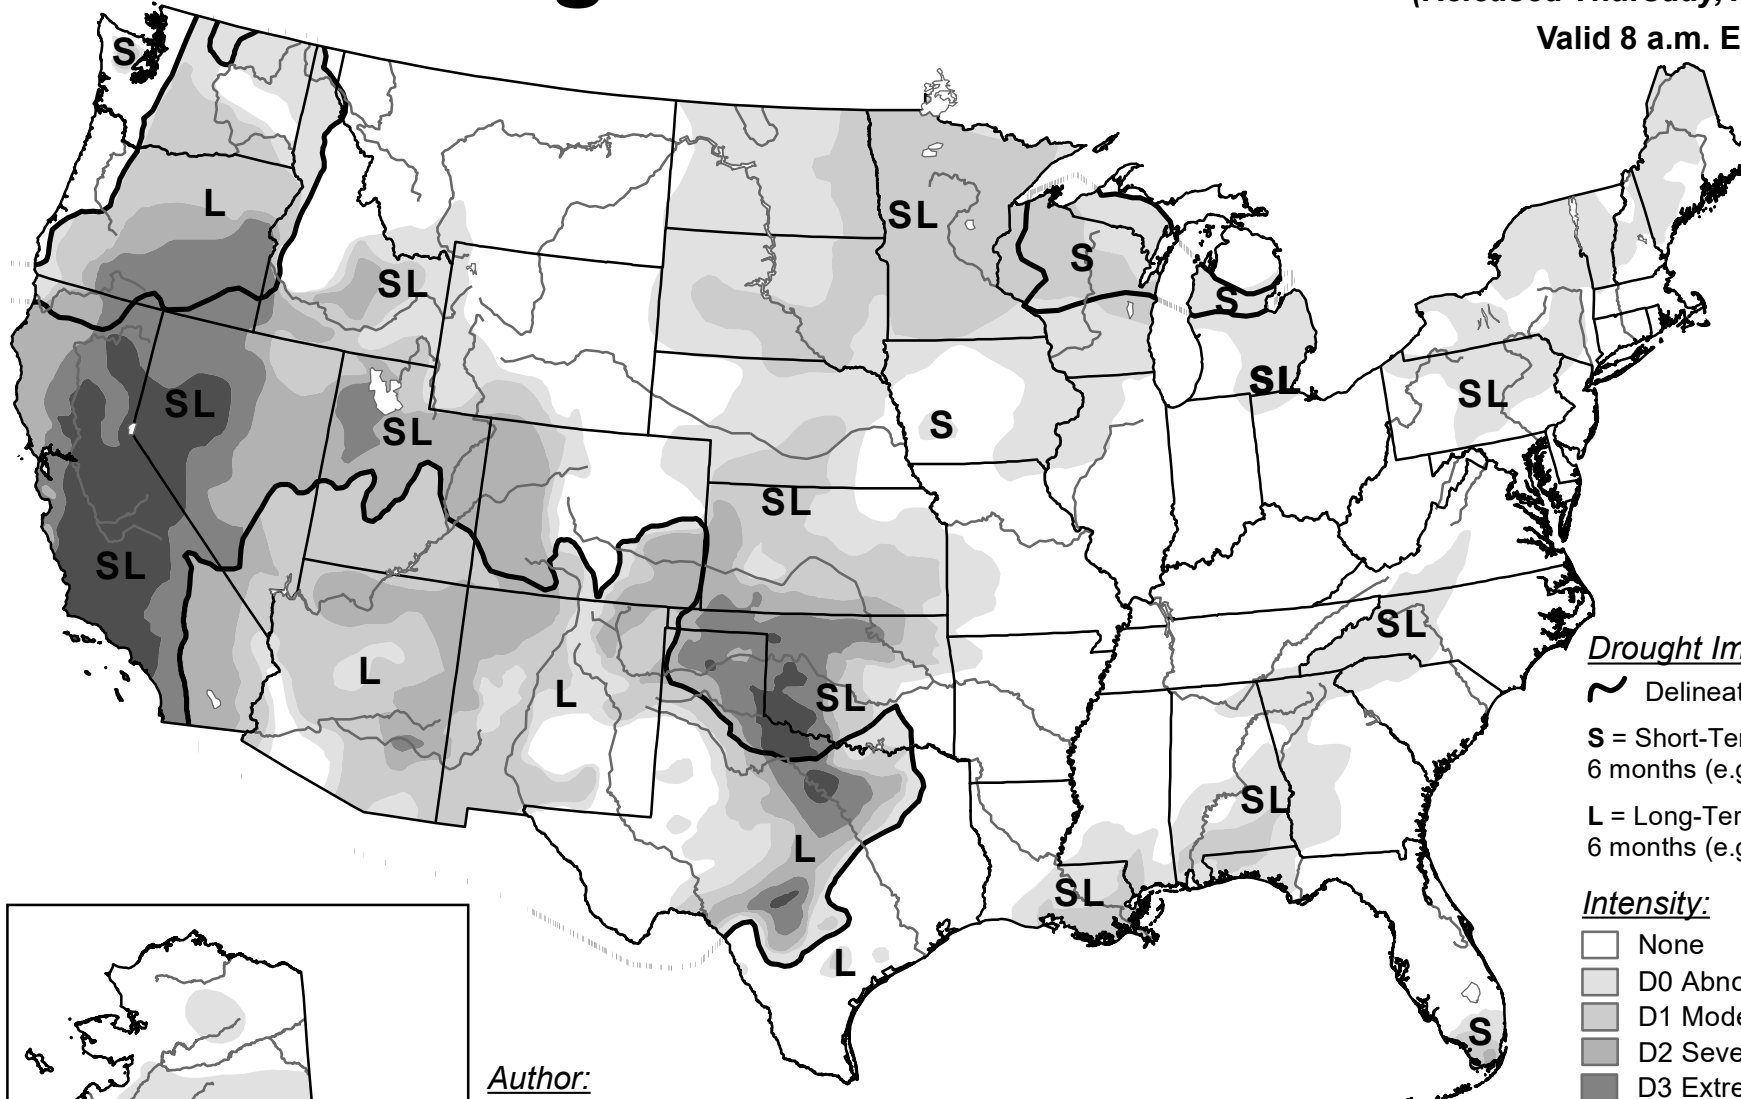 Valid 8 a.m. E
S
L
SL
SL
S
S
SL
SL
SL
SL
S
SL
SL
SL
SL
L
L
SL
SL
L
SL
L
S
Drought Im
Delineat
S = Short-Ter
6 months (e.g
L = Long-Ter
6 months (e.g
Intensity:
None
D0 Abno
D1 Mode
D2 Seve
D3 Extre
Author: